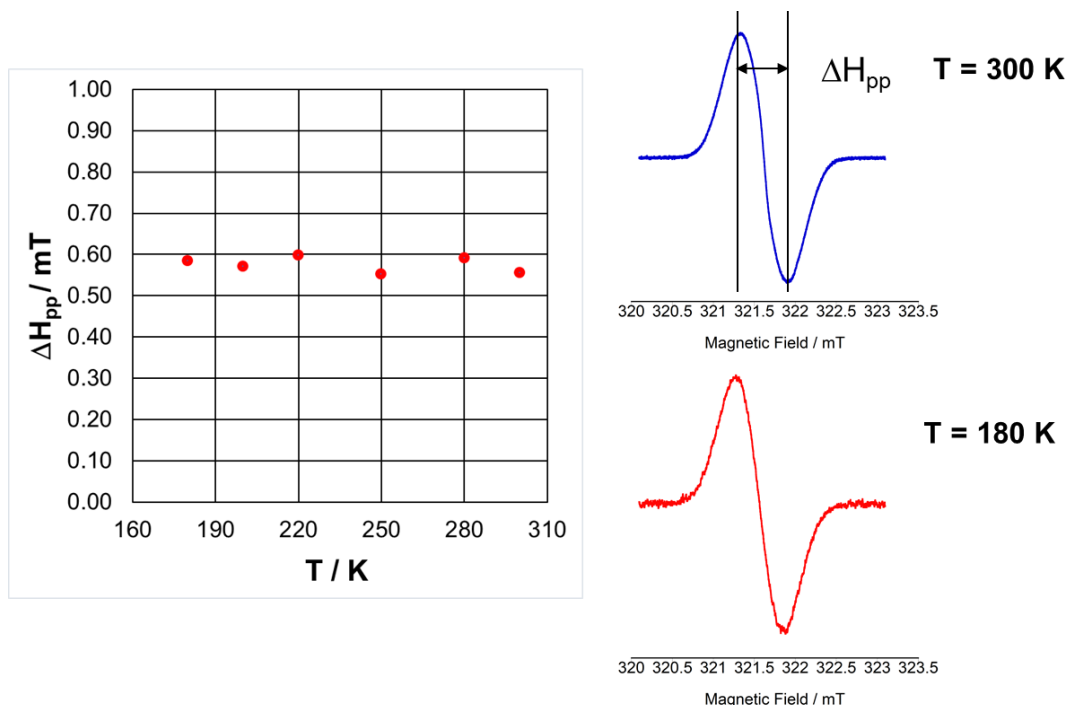 1.00
0.90
0.80
0.70
0.60
0.50
0.40
0.30
0.20
0.10
0.00
ΔHpp / mT
160 190 220 250 280 310
T / K
ΔHpp
T = 300 K
320 320.5 321 321.5 322 322.5 323 323.5
Magnetic Field / mT
T = 180 K
320 320.5 321 321.5 322 322.5 323 323.5
Magnetic Field / mT